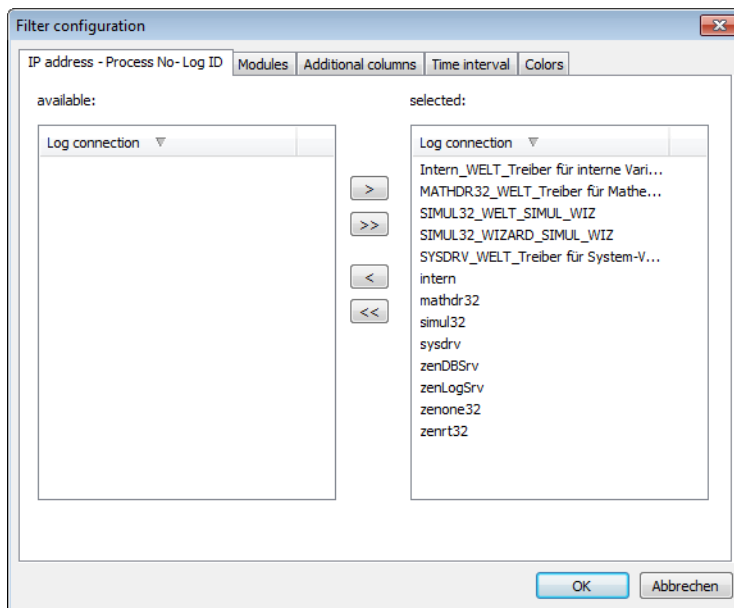 Filter configuration
IP address - Process No- Log ID
Modules
Additional columns
Time interval
Colors
available:
selected:
Log connection
Log connection
Intern_WELT_Treiber für interne Vari...
MATHDR32_WELT_Treiber für Mathe...
SIMUL32_WELT_SIMUL_WIZ
SIMUL32_WIZARD_SIMUL_WIZ
SYSDRV_WELT_Treiber für System-V...
intern
mathdr32
simul32
sysdrv
zenDBSrv
zenLogSrv
zenone32
zenrt32
>
>>
<
<<
OK
Abbrechen